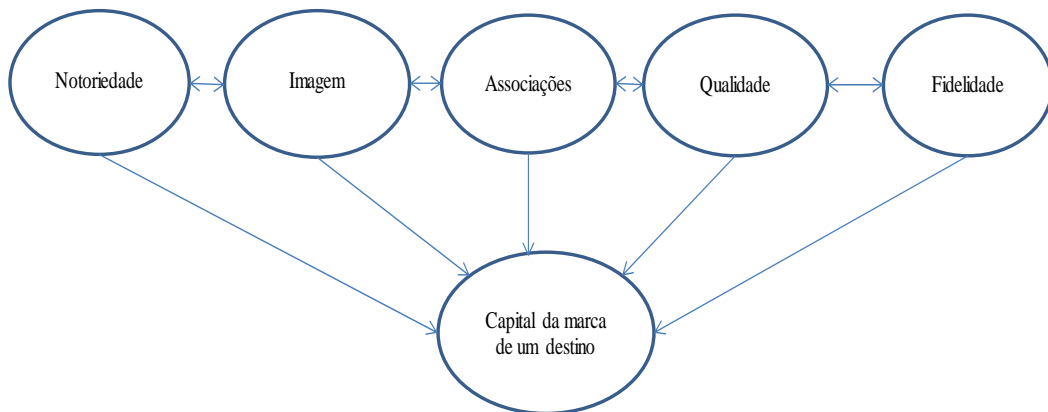 Notoriedade
Imagem
Associações
Qualidade
Fidelidade
Capital da marca
de um destino